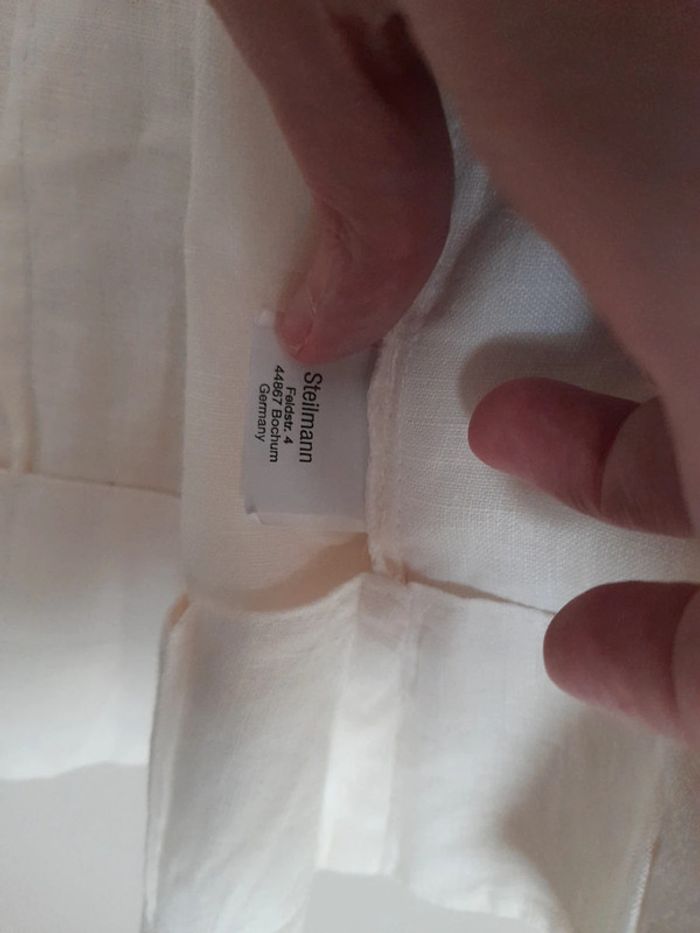 Steilmann
Feldstr. 4
44867 Bochum
Germany